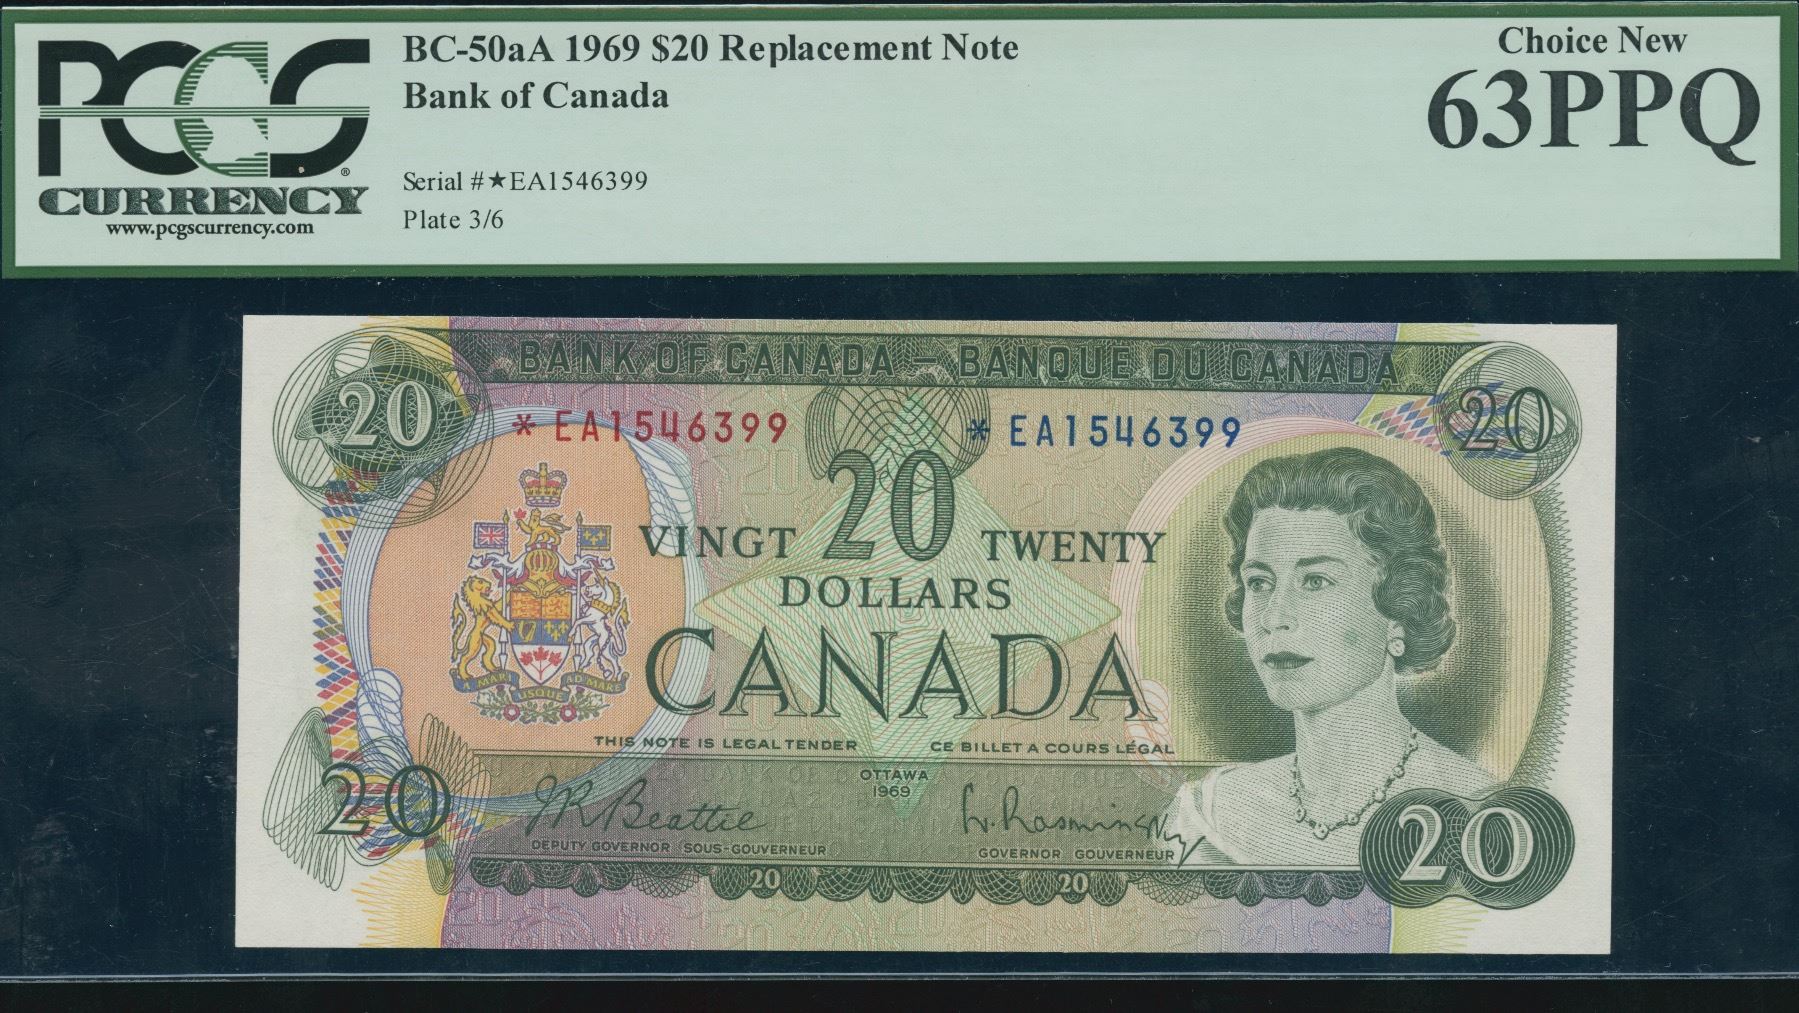 PCGS
CURRENCY
www.pcgscurrency.com
BC-50aA 1969 $20 Replacement Note
Bank of Canada
Serial #★EA1546399
Plate 3/6
Choice New
63PPQ
BANK OF CANADA – BANQUE DU CANADA
20
20
* EA1546399
* EA1546399
20
VINGT
TWENTY
DOLLARS
CANADA
A MARI USQUE AD MARE
THIS NOTE IS LEGAL TENDER
CE BILLET A COURS LÉGAL
OTTAWA
1969
20
J R Beattie
L. Rasminsky
DEPUTY GOVERNOR SOUS-GOUVERNEUR
GOVERNOR GOUVERNEUR
20
20
20